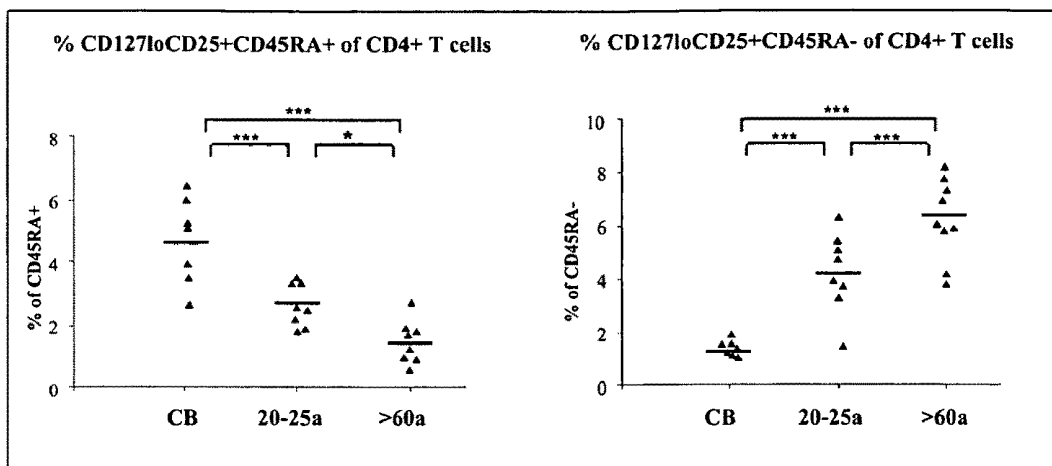 % CD127loCD25+CD45RA+ of CD4+ T cells
***
***
*
8
6
4
2
0
% of CD45RA+
CB
20-25a
>60a
% CD127loCD25+CD45RA- of CD4+ T cells
***
***
***
10
8
6
4
2
0
% of CD45RA-
CB
20-25a
>60a